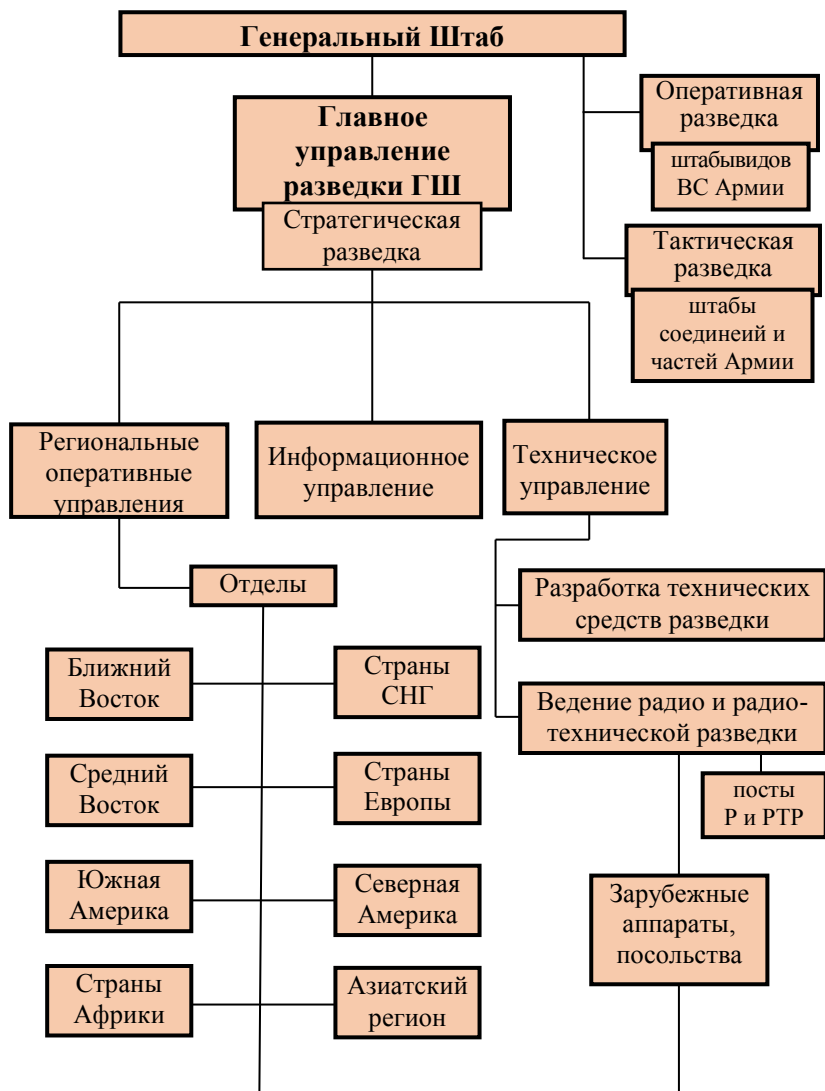 Генеральный Штаб
Главное
управление
разведки ГШ
Стратегическая
разведка
Оперативная
разведка
штабывидов
ВС Армии
Тактическая
разведка
штабы
соединеий и
частей Армии
Региональные
оперативные
управления
Информационное
управление
Техническое
управление
Отделы
Разработка технических
средств разведки
Ближний
Восток
Страны
СНГ
Ведение радио и радио-
технической разведки
Средний
Восток
Страны
Европы
посты
Р и РТР
Южная
Америка
Северная
Америка
Зарубежные
аппараты,
посольства
Страны
Африки
Азиатский
регион